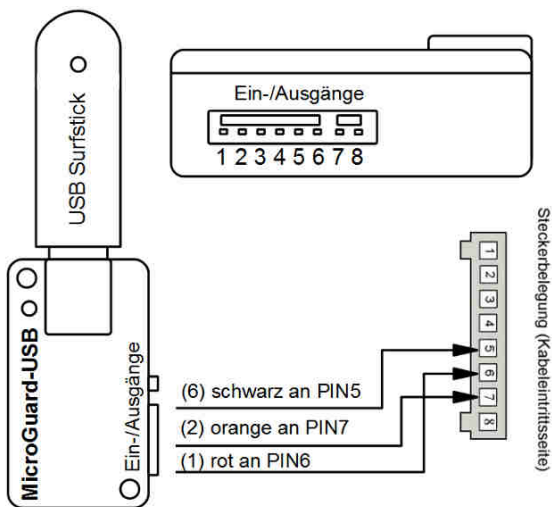 USB Surfstick
Ein-/Ausgänge
1 2 3 4 5 6 7 8
MicroGuard-USB
Ein-/Ausgänge
(6) schwarz an PIN5
(2) orange an PIN7
(1) rot an PIN6
1
2
3
4
5
6
7
8
Steckerbelegung (Kabeleintrittsseite)